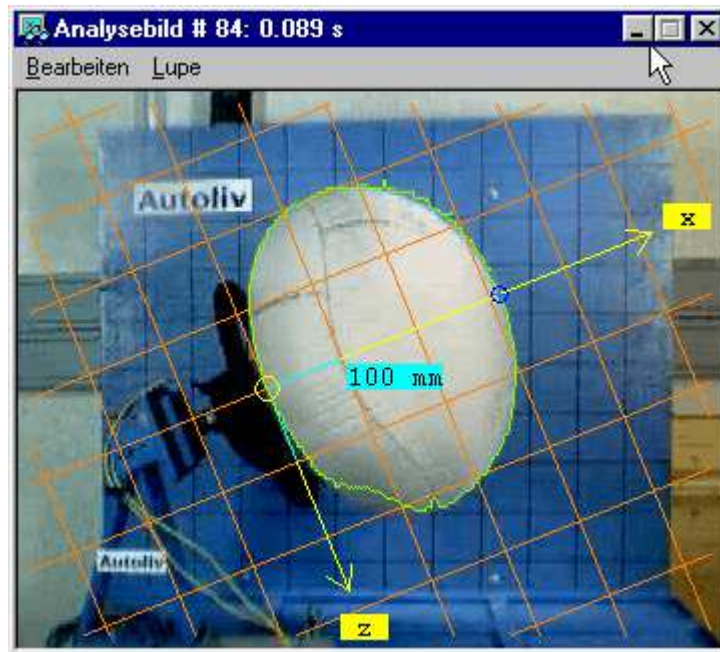 Analysebild # 84: 0.089 s
Bearbeiten Lupe
Autoliv
x
100 mm
Autoliv
z